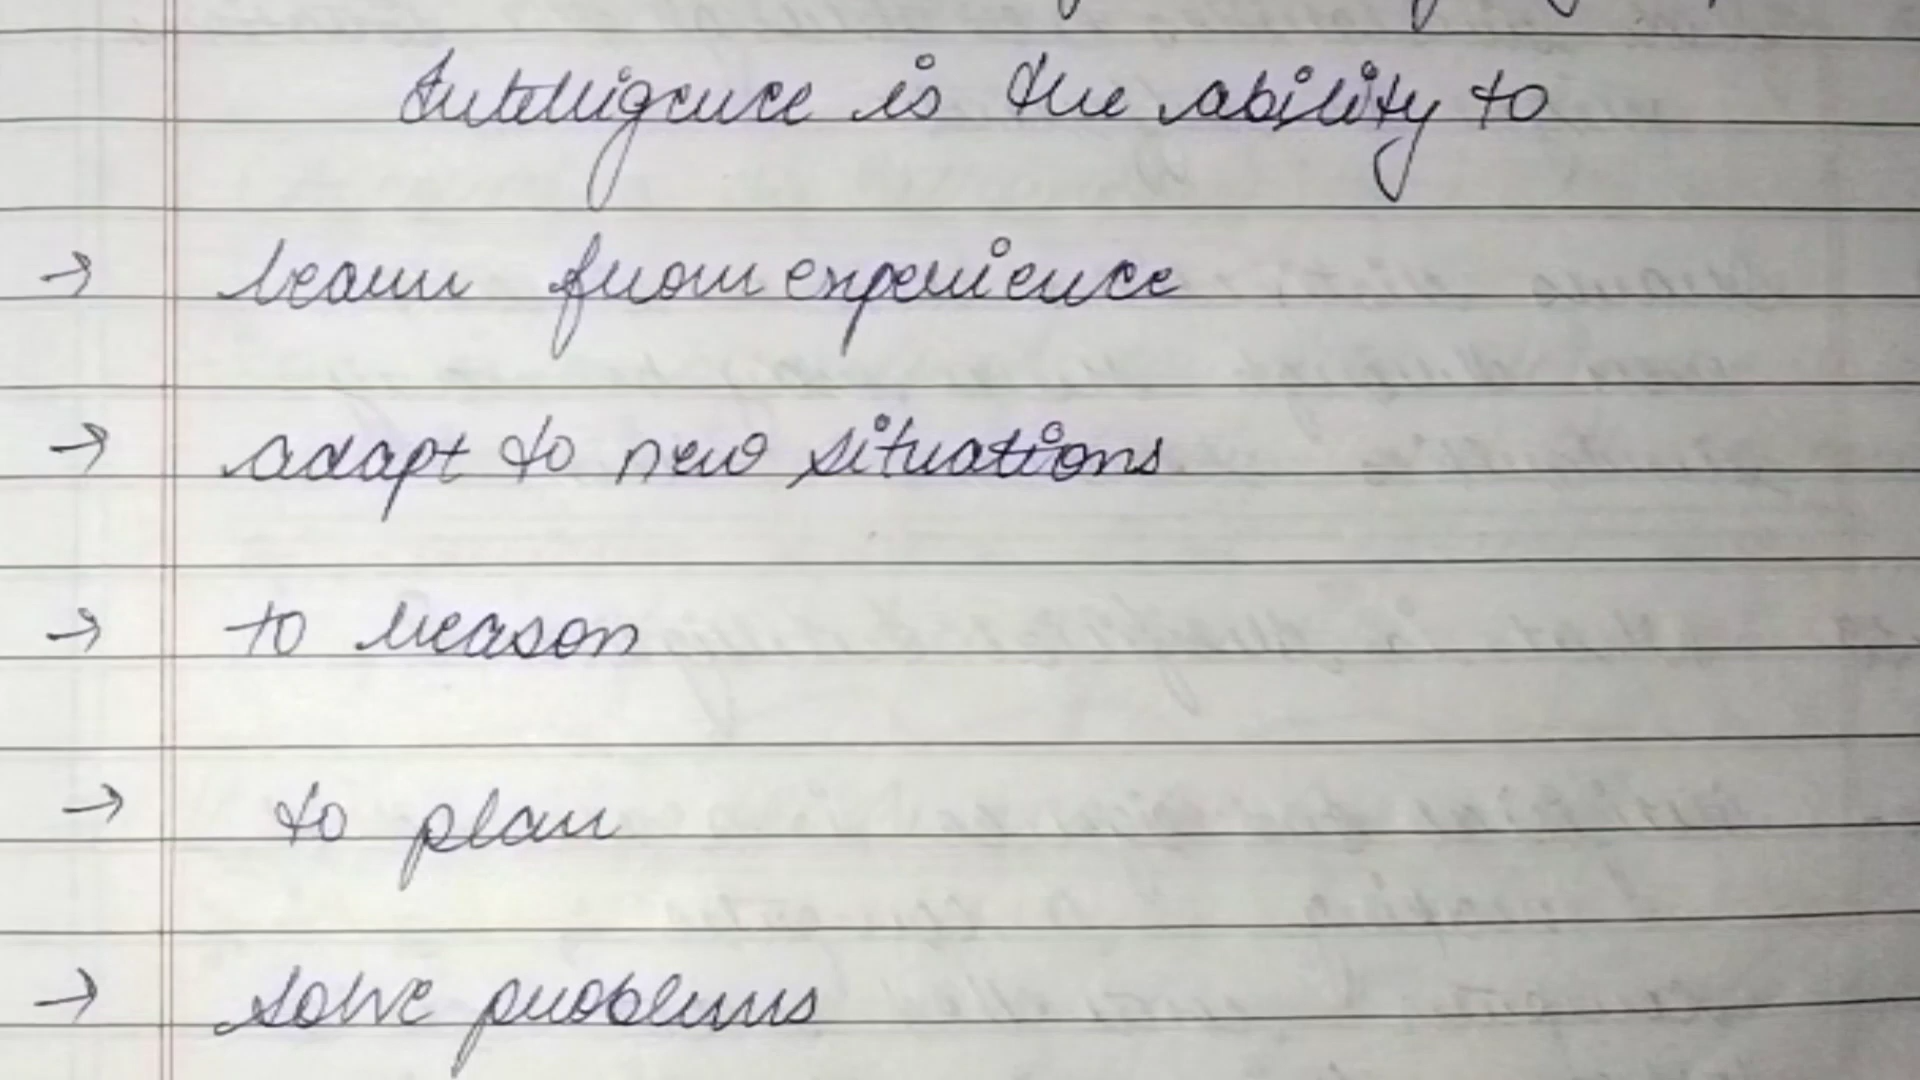 Intelligence is the ability to
→ learn from experience
→ adapt to new situations
→ to reason
→ to plan
→ solve problems